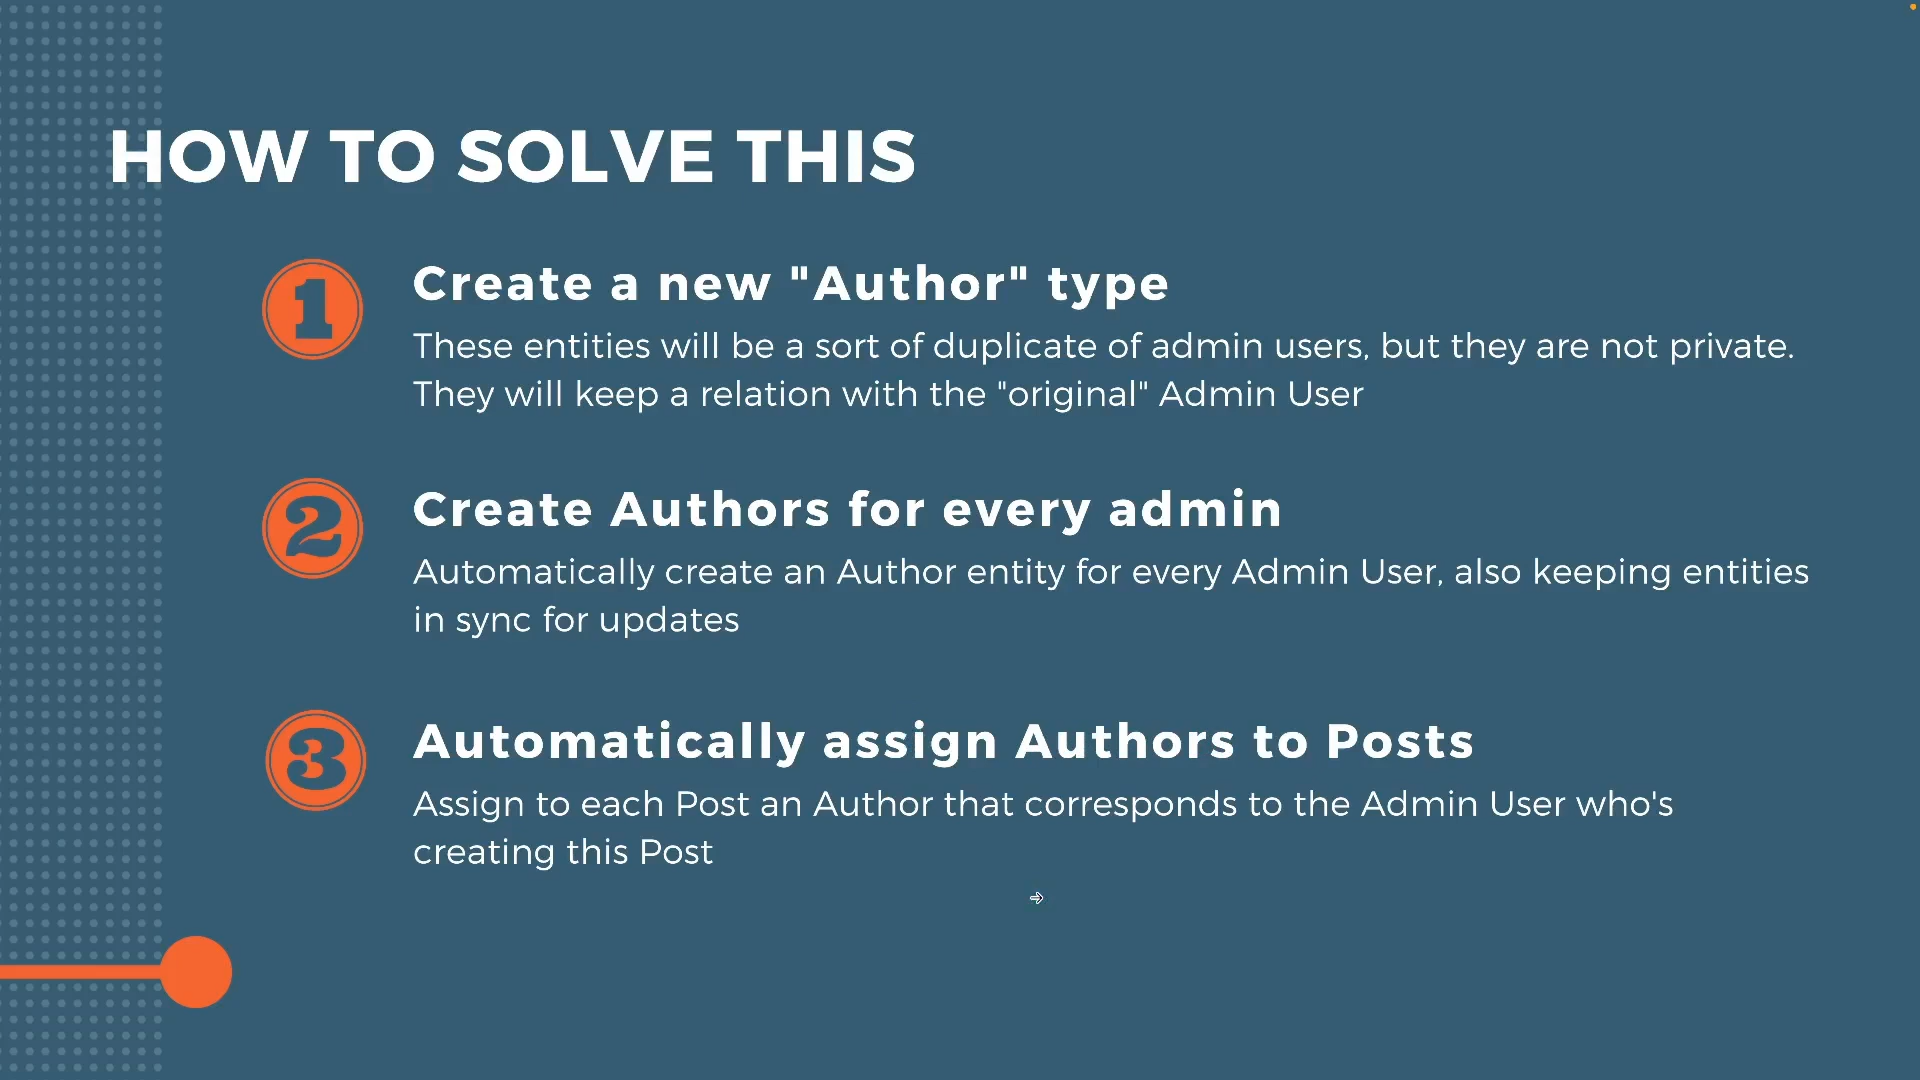 HOW TO SOLVE THIS
1
Create a new "Author" type
These entities will be a sort of duplicate of admin users, but they are not private.
They will keep a relation with the "original" Admin User
2
Create Authors for every admin
Automatically create an Author entity for every Admin User, also keeping entities
in sync for updates
3
Automatically assign Authors to Posts
Assign to each Post an Author that corresponds to the Admin User who's
creating this Post